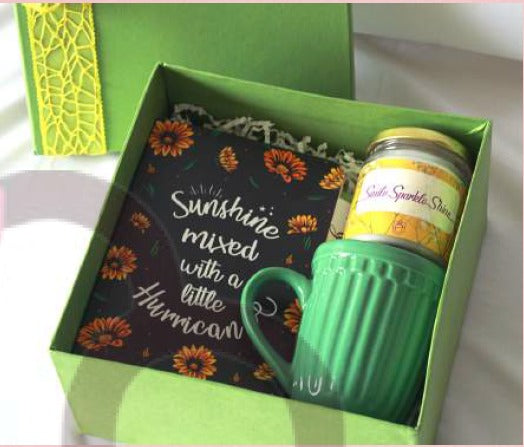 Sunshine
mixed
with a
little
Hurrican
Smile Sparkle Shine